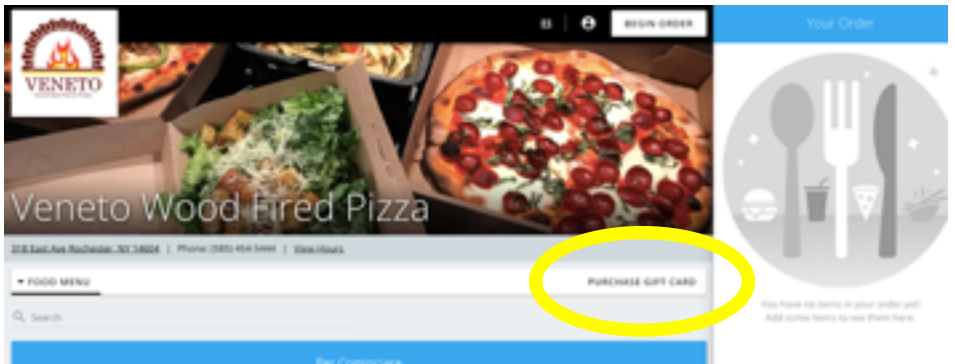 ES
BEGIN ORDER
Your Order
VENETO
Veneto Wood Fired Pizza
318 East Ave Rochester, NY 14604 | Phone: (585) 454-5444 | View Hours
FOOD MENU
PURCHASE GIFT CARD
Search
You have no items in your order yet!
Add some items to see them here.
Per Cominciare